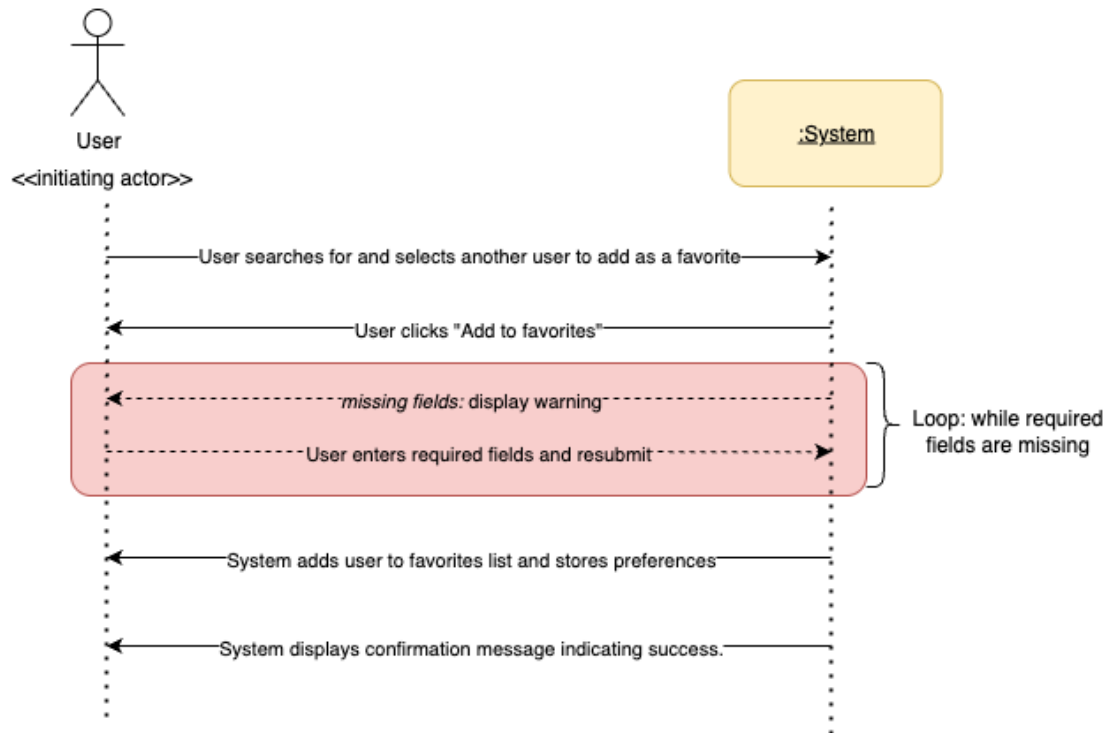 User
<<initiating actor>>
:System
User searches for and selects another user to add as a favorite
User clicks "Add to favorites"
missing fields: display warning
User enters required fields and resubmit
Loop: while required
fields are missing
System adds user to favorites list and stores preferences
System displays confirmation message indicating success.